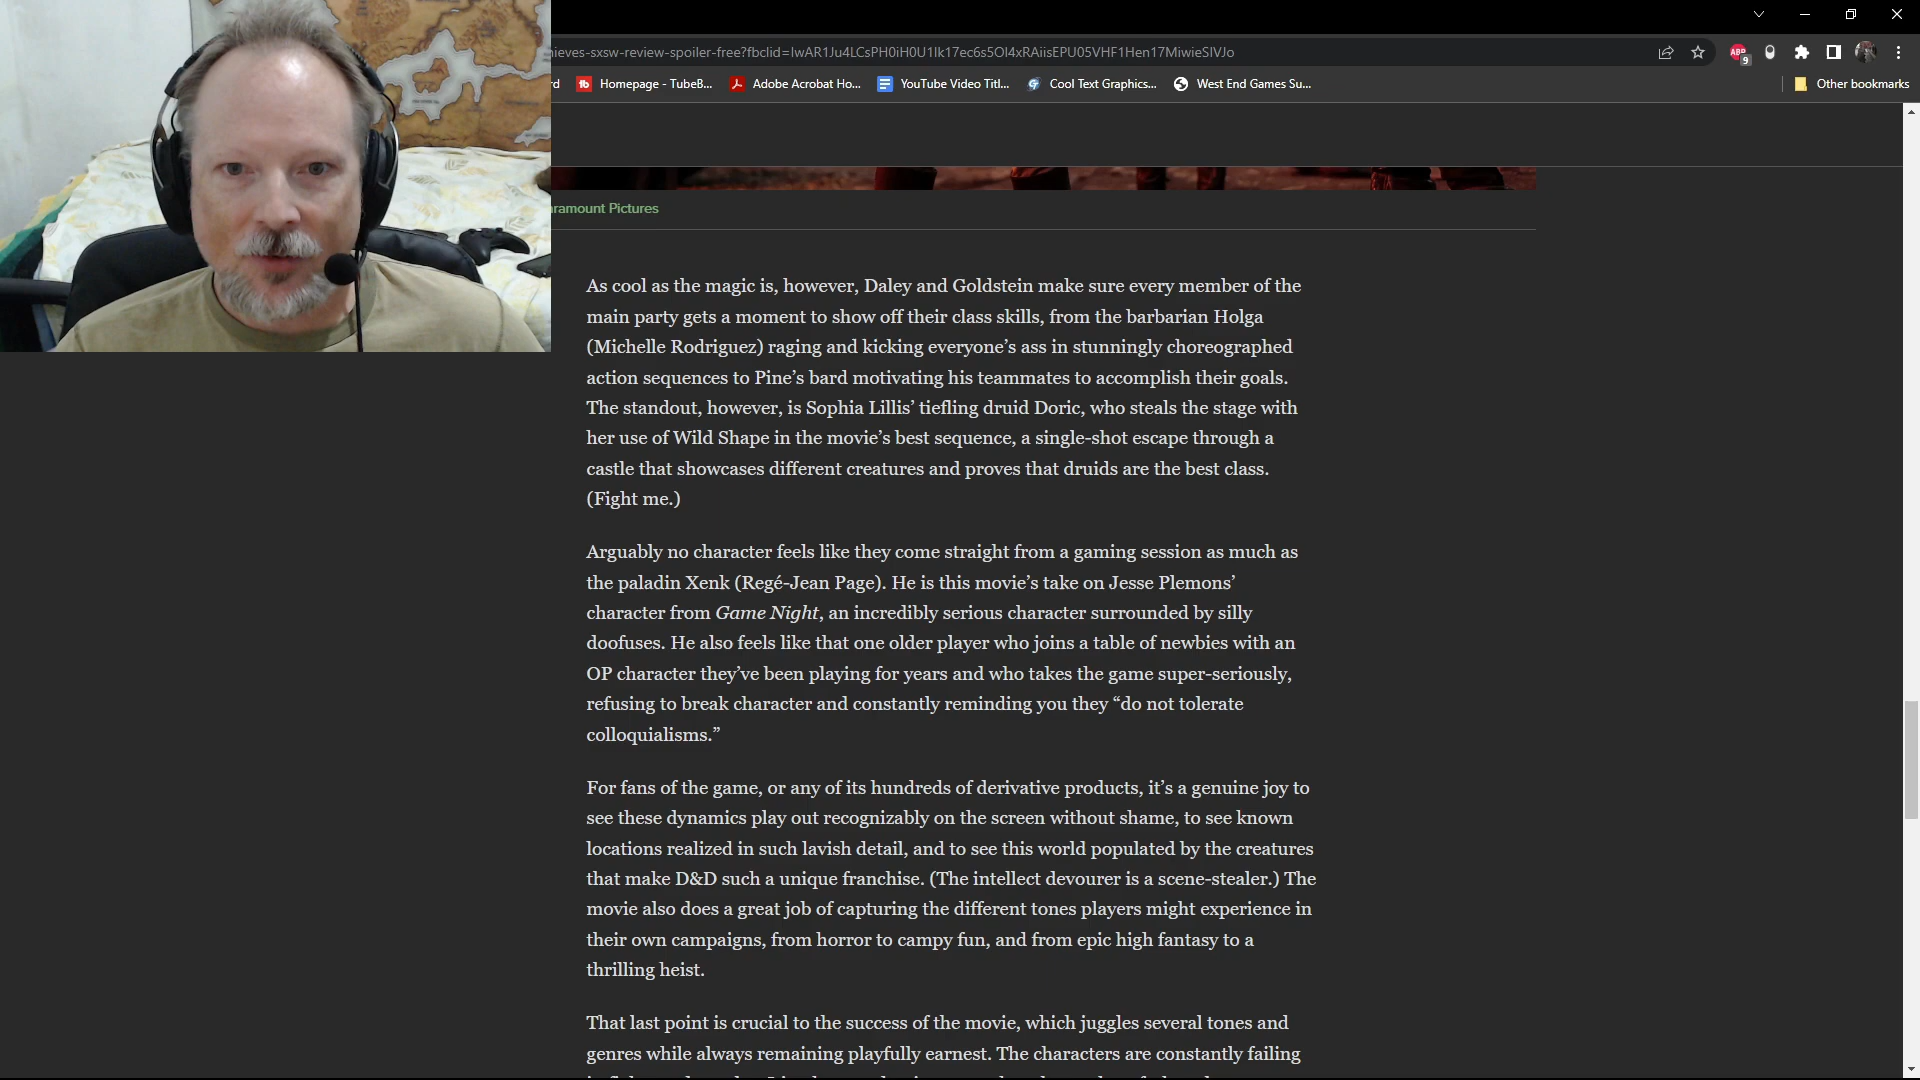 ieves-sxsw-review-spoiler-free?fbclid=IwAR1Ju4LCsPH0iH0U1Ik17ec6s5Ol4xRAiisEPU05VHF1Hen17MiwieSIVJo
ABP
9
d
Homepage - TubeB...
Adobe Acrobat Ho...
YouTube Video Titl...
Cool Text Graphics...
West End Games Su...
Other bookmarks
aramount Pictures
As cool as the magic is, however, Daley and Goldstein make sure every member of the
main party gets a moment to show off their class skills, from the barbarian Holga
(Michelle Rodriguez) raging and kicking everyone’s ass in stunningly choreographed
action sequences to Pine’s bard motivating his teammates to accomplish their goals.
The standout, however, is Sophia Lillis’ tiefling druid Doric, who steals the stage with
her use of Wild Shape in the movie’s best sequence, a single-shot escape through a
castle that showcases different creatures and proves that druids are the best class.
(Fight me.)
Arguably no character feels like they come straight from a gaming session as much as
the paladin Xenk (Regé-Jean Page). He is this movie’s take on Jesse Plemons’
character from Game Night, an incredibly serious character surrounded by silly
doofuses. He also feels like that one older player who joins a table of newbies with an
OP character they’ve been playing for years and who takes the game super-seriously,
refusing to break character and constantly reminding you they “do not tolerate
colloquialisms.”
For fans of the game, or any of its hundreds of derivative products, it’s a genuine joy to
see these dynamics play out recognizably on the screen without shame, to see known
locations realized in such lavish detail, and to see this world populated by the creatures
that make D&D such a unique franchise. (The intellect devourer is a scene-stealer.) The
movie also does a great job of capturing the different tones players might experience in
their own campaigns, from horror to campy fun, and from epic high fantasy to a
thrilling heist.
That last point is crucial to the success of the movie, which juggles several tones and
genres while always remaining playfully earnest. The characters are constantly failing